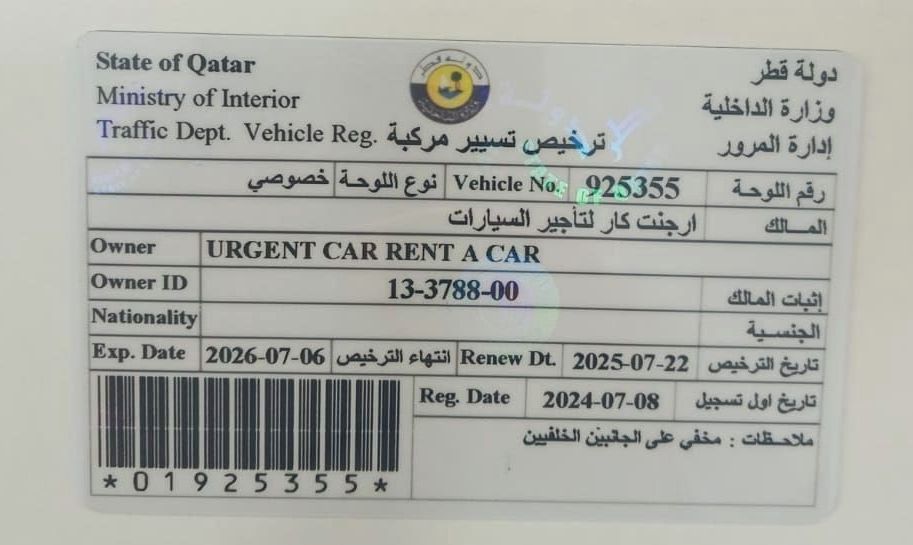 State of Qatar
دولة قطر
Ministry of Interior
وزارة الداخلية
Traffic Dept. Vehicle Reg. ترخيص تسيير مركبة
إدارة المرور
رقم اللوحة 925355 Vehicle No. نوع اللوحة خصوصي
المـالك ارجنت كار لتأجير السيارات
Owner URGENT CAR RENT A CAR
Owner ID 13-3788-00 إثبات المالك
Nationality الجنسية
Exp. Date 2026-07-06 انتهاء الترخيص Renew Dt. 2025-07-22 تاريخ الترخيص
Reg. Date 2024-07-08 تاريخ اول تسجيل
ملاحظات : مخفي على الجانبين الخلفيين
*01925355*